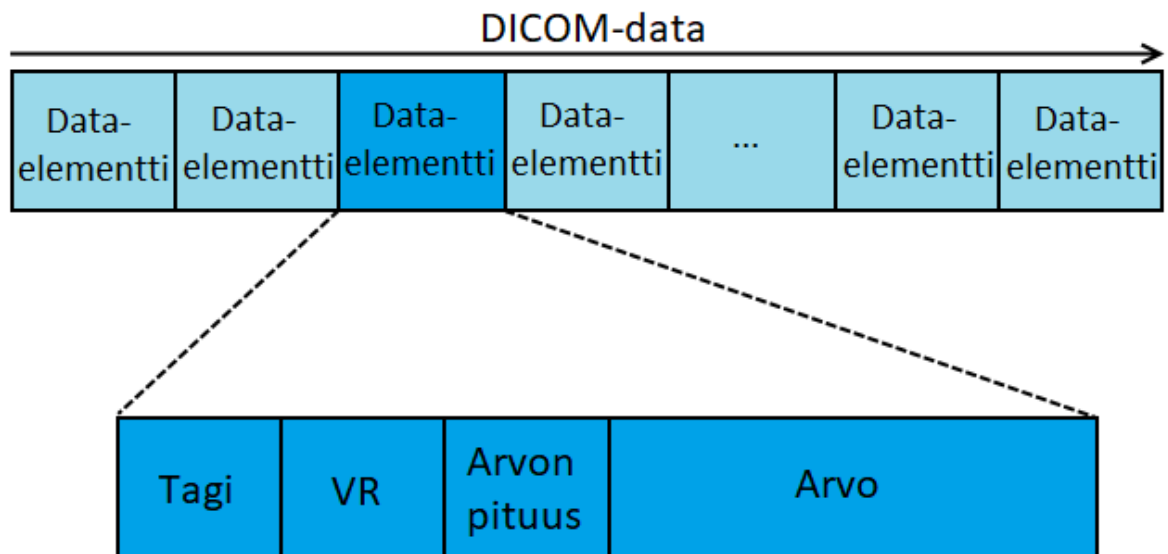 DICOM-data
Data-
elementti
Data-
elementti
Data-
elementti
Data-
elementti
...
Data-
elementti
Data-
elementti
Tagi
VR
Arvon
pituus
Arvo